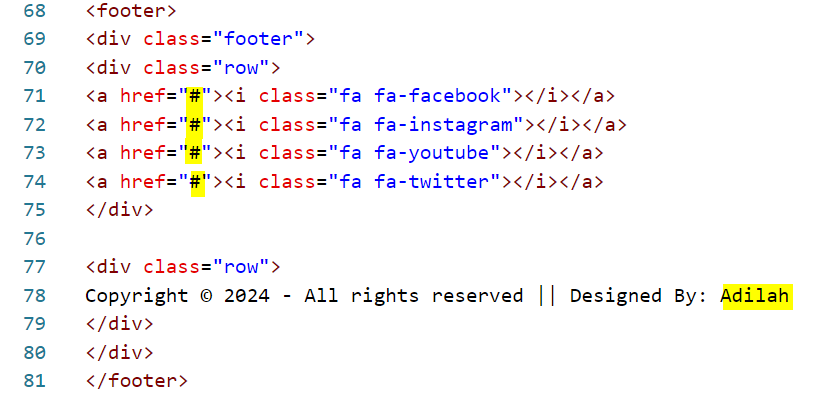 68 <footer>
69 <div class="footer">
70 <div class="row">
71 <a href="#"><i class="fa fa-facebook"></i></a>
72 <a href="#"><i class="fa fa-instagram"></i></a>
73 <a href="#"><i class="fa fa-youtube"></i></a>
74 <a href="#"><i class="fa fa-twitter"></i></a>
75 </div>
76
77 <div class="row">
78 Copyright © 2024 - All rights reserved || Designed By: Adilah
79 </div>
80 </div>
81 </footer>